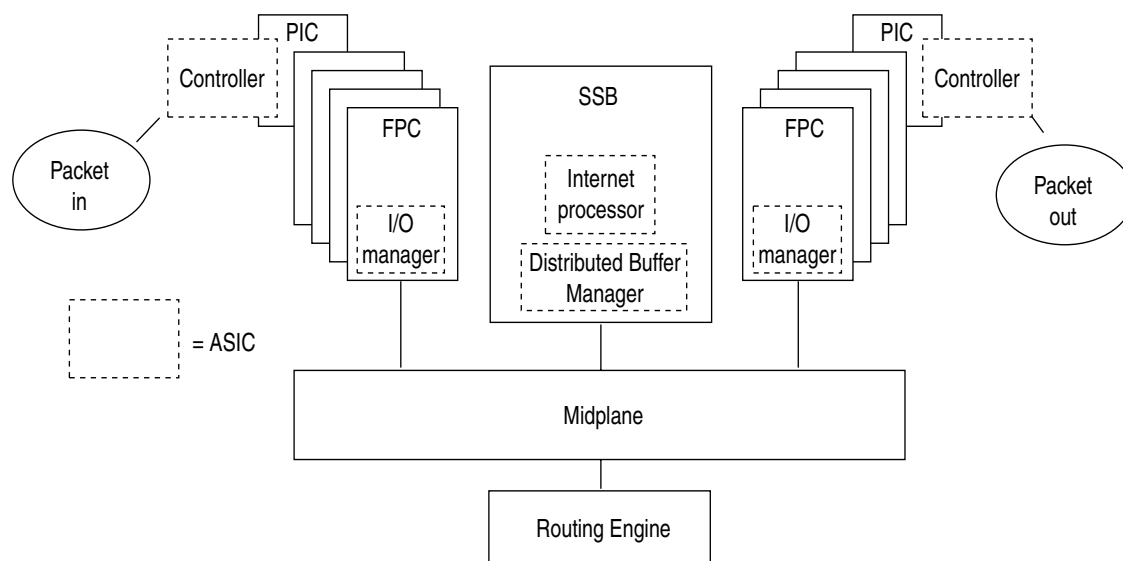 PIC
Controller
Packet
in
FPC
I/O
manager
SSB
Internet
processor
Distributed Buffer
Manager
PIC
Controller
Packet
out
FPC
I/O
manager
= ASIC
Midplane
Routing Engine